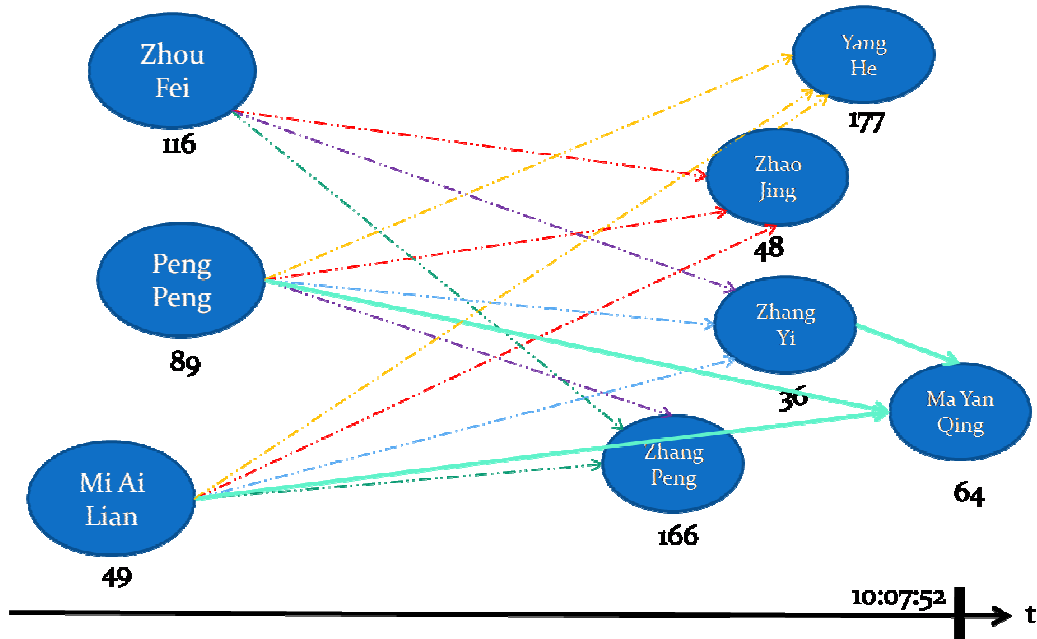 Zhou
Fei
116
Yang
He
177
Zhao
Jing
48
Peng
Peng
89
Zhang
Yi
36
Ma Yan
Qing
64
Zhang
Peng
166
Mi Ai
Lian
49
10:07:52
t